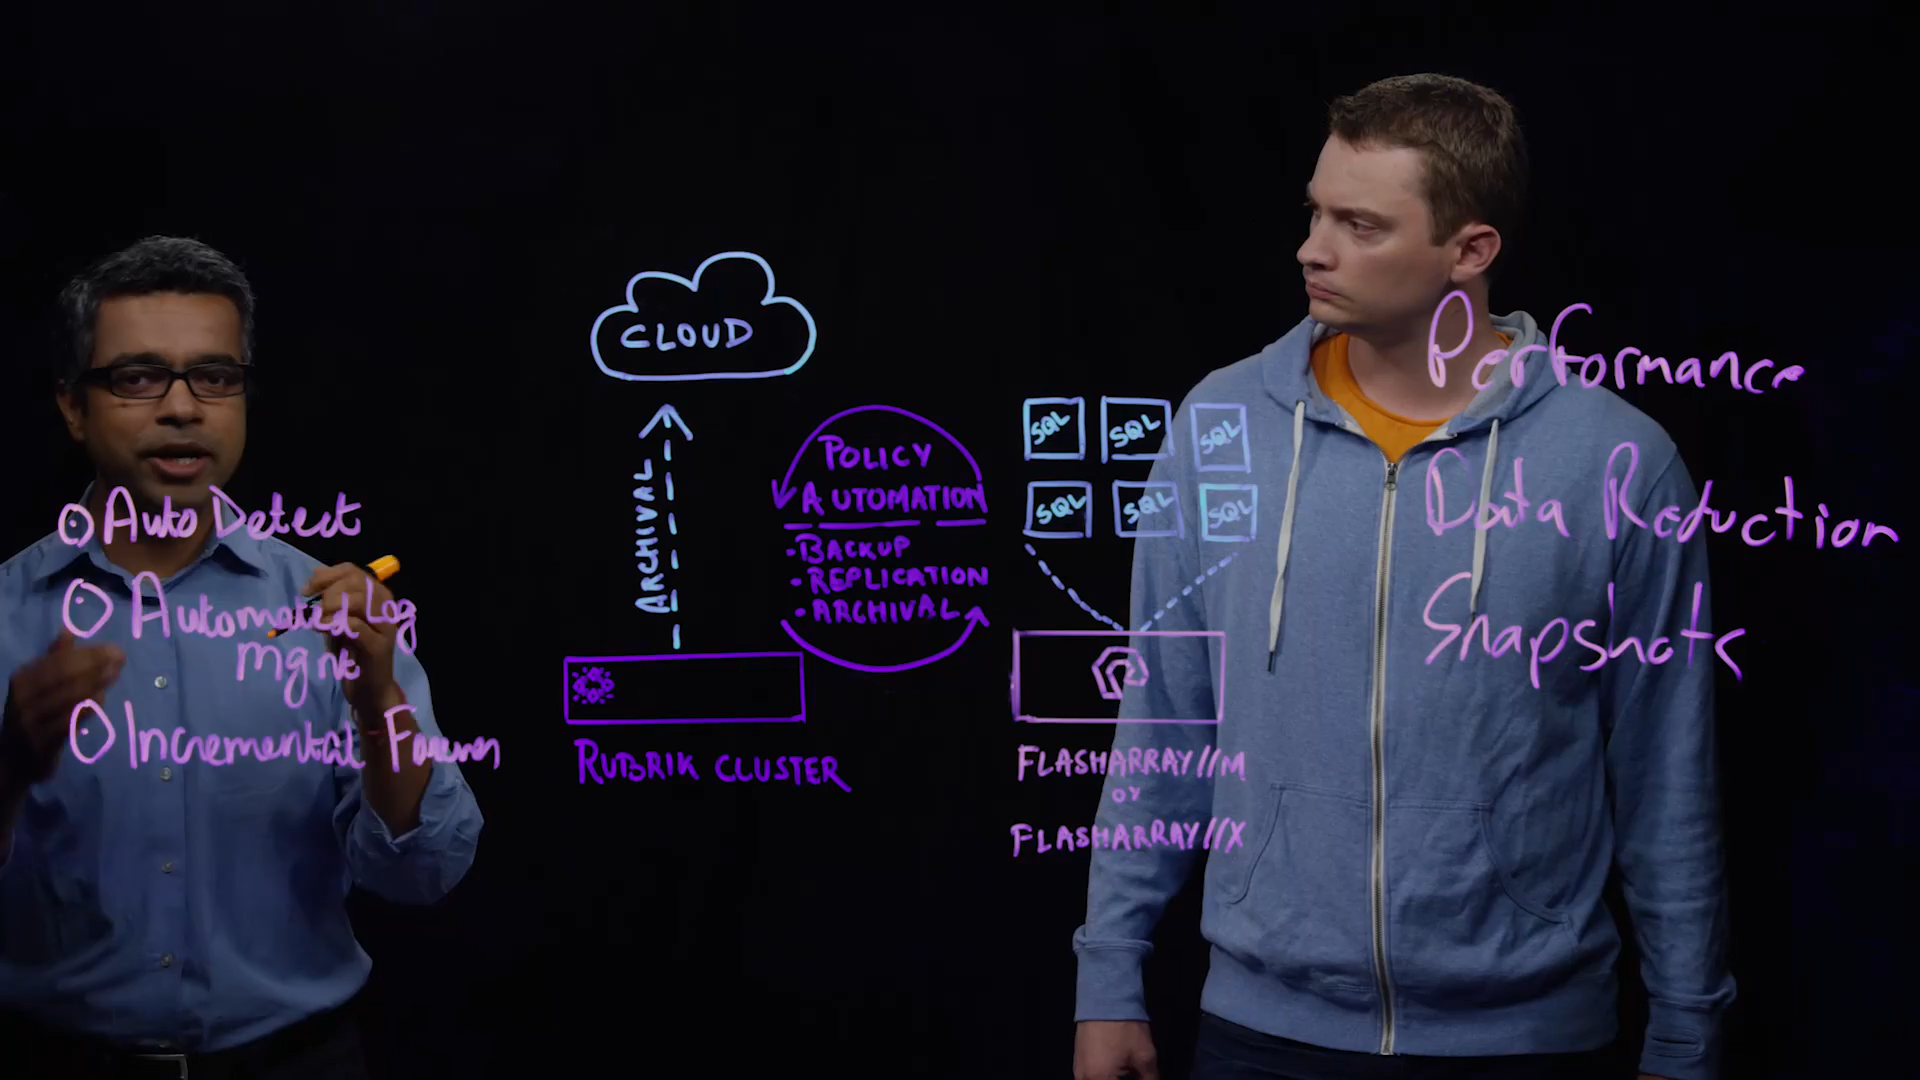 Auto Detect
Automated Log
mgnt
Incremental-Forever
CLOUD
ARCHIVAL
POLICY
AUTOMATION
-BACKUP
-REPLICATION
-ARCHIVAL
RUBRIK CLUSTER
SQL SQL SQL
SQL SQL SQL
FLASHARRAY//M
or
FLASHARRAY//X
Performance
Data Reduction
Snapshots